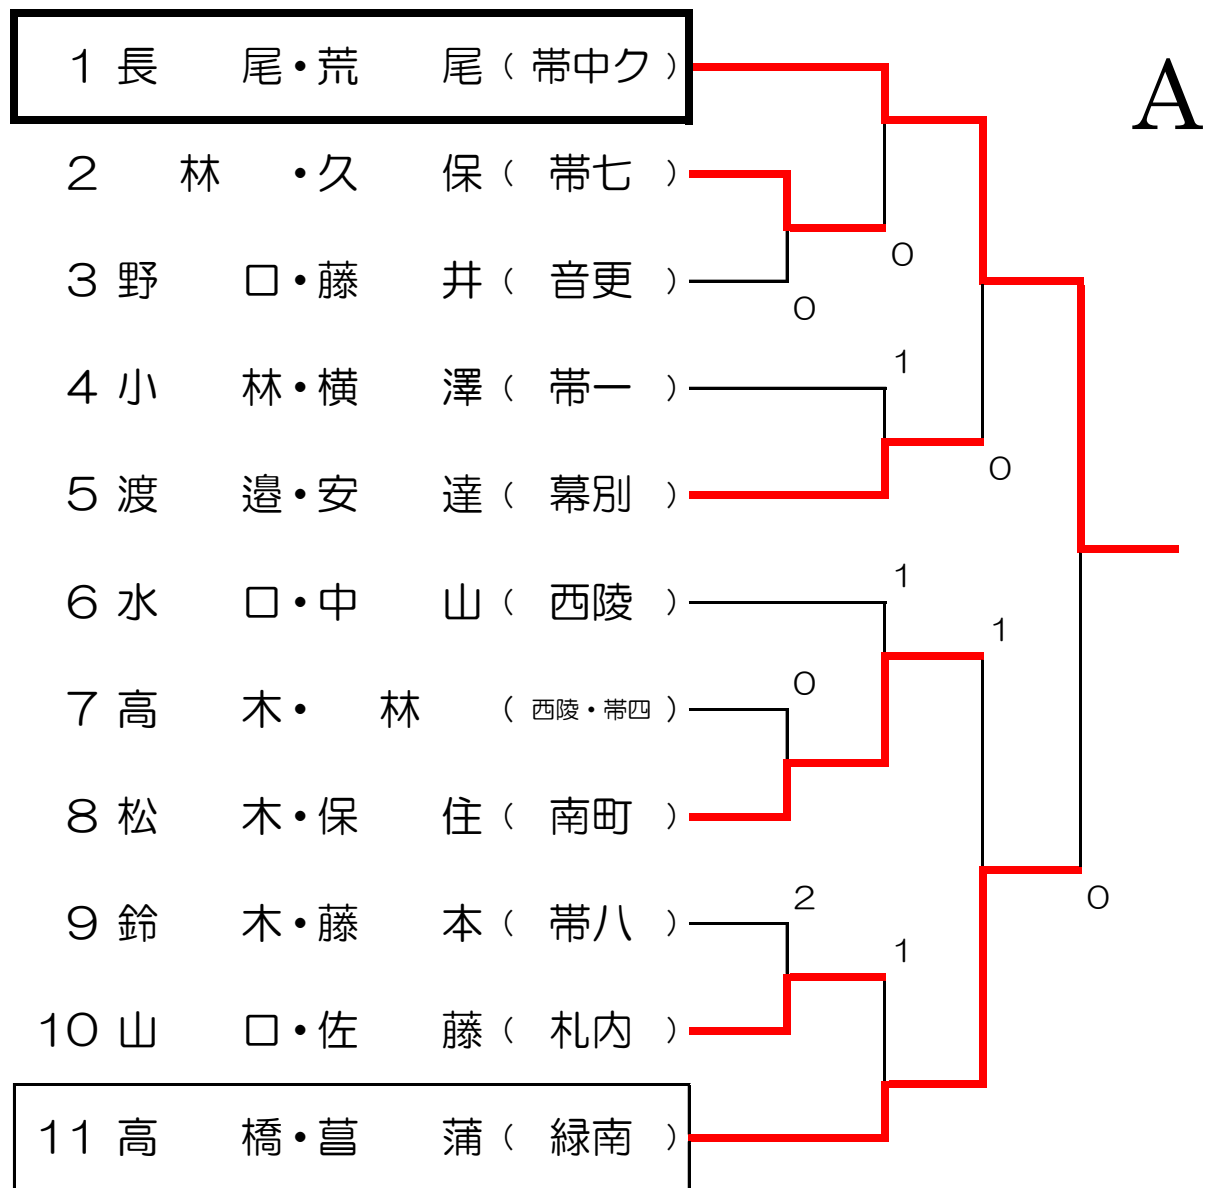 1 長尾・荒尾（帯中ク）
A
2 林・久保（帯七）
0
3 野口・藤井（音更）
0
1
4 小林・横澤（帯一）
0
5 渡邉・安達（幕別）
1
6 水口・中山（西陵）
1
0
7 高木・林（西陵・帯四）
8 松木・保住（南町）
2
0
9 鈴木・藤本（帯八）
1
10 山口・佐藤（札内）
11 高橋・菖蒲（緑南）